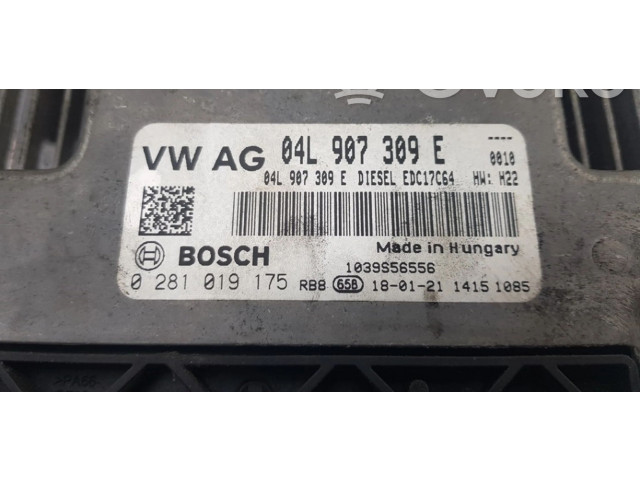 VW AG 04L 907 309 E ----
0010
04L 907 309 E DIESEL EDC17C64 HW: H22
BOSCH Made in Hungary
1039S56556
0 281 019 175 RB8 658 18-01-21 1415 1085
>PA66